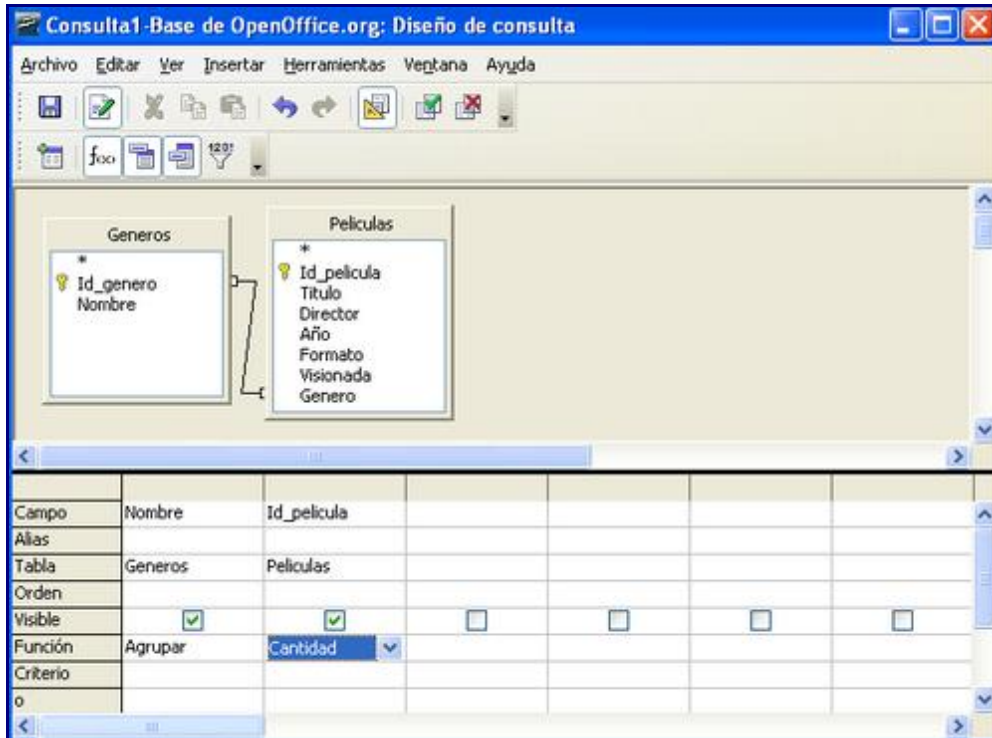 Consulta1-Base de OpenOffice.org: Diseño de consulta
Archivo Editar Ver Insertar Herramientas Ventana Ayuda
f∞ 120!
Generos
*
Id_genero
Nombre
Peliculas
*
Id_pelicula
Titulo
Director
Año
Formato
Visionada
Genero
Campo Nombre Id_pelicula
Alias
Tabla Generos Peliculas
Orden
Visible
Función Agrupar Cantidad
Criterio
o